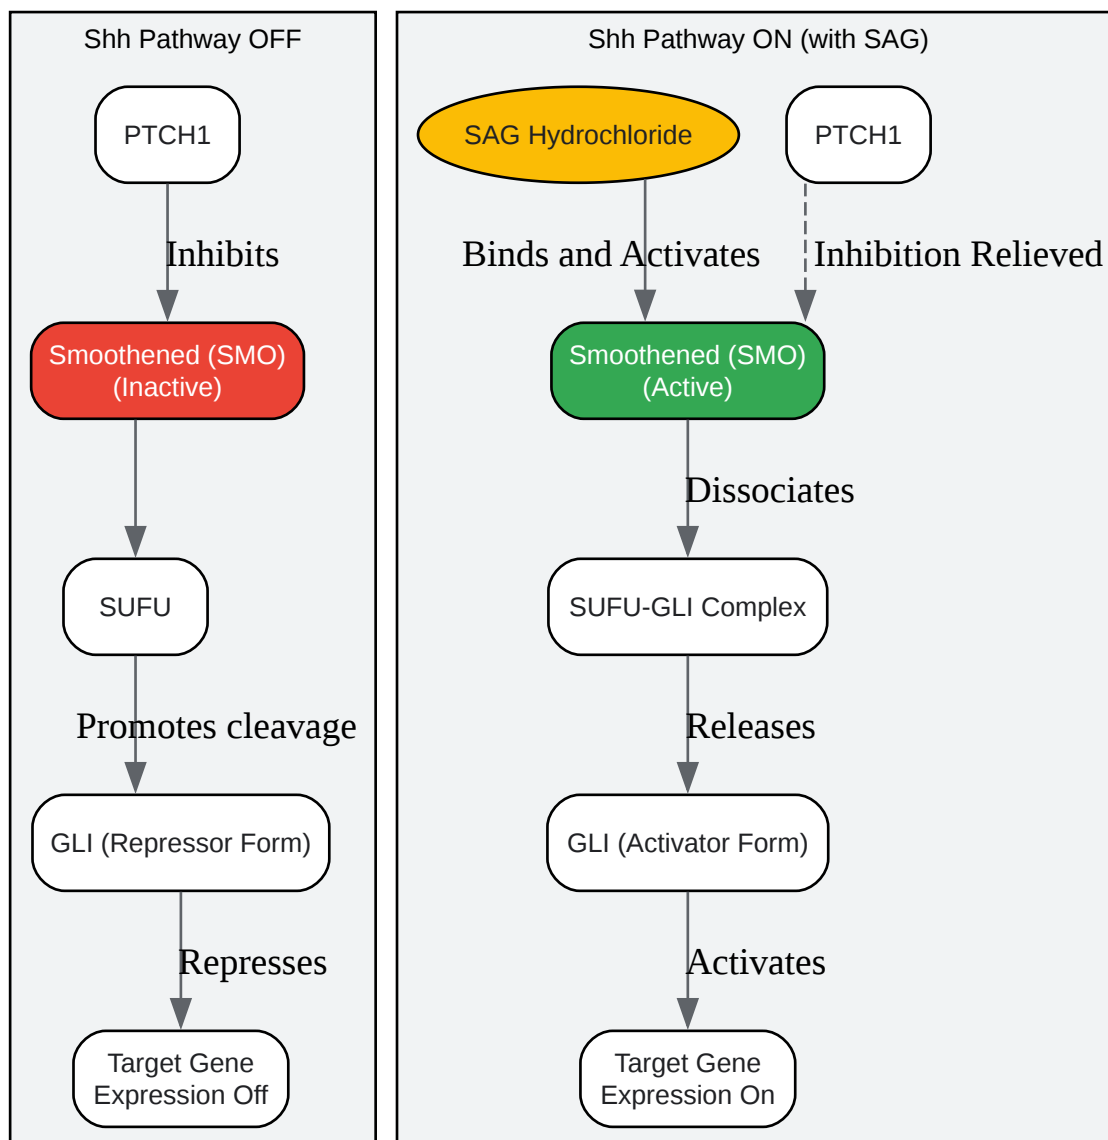 Shh Pathway OFF
PTCH1
Inhibits
Smoothened (SMO)
(Inactive)
SUFU
Promotes cleavage
GLI (Repressor Form)
Represses
Target Gene
Expression Off
Shh Pathway ON (with SAG)
SAG Hydrochloride
PTCH1
Binds and Activates
Inhibition Relieved
Smoothened (SMO)
(Active)
Dissociates
SUFU-GLI Complex
Releases
GLI (Activator Form)
Activates
Target Gene
Expression On